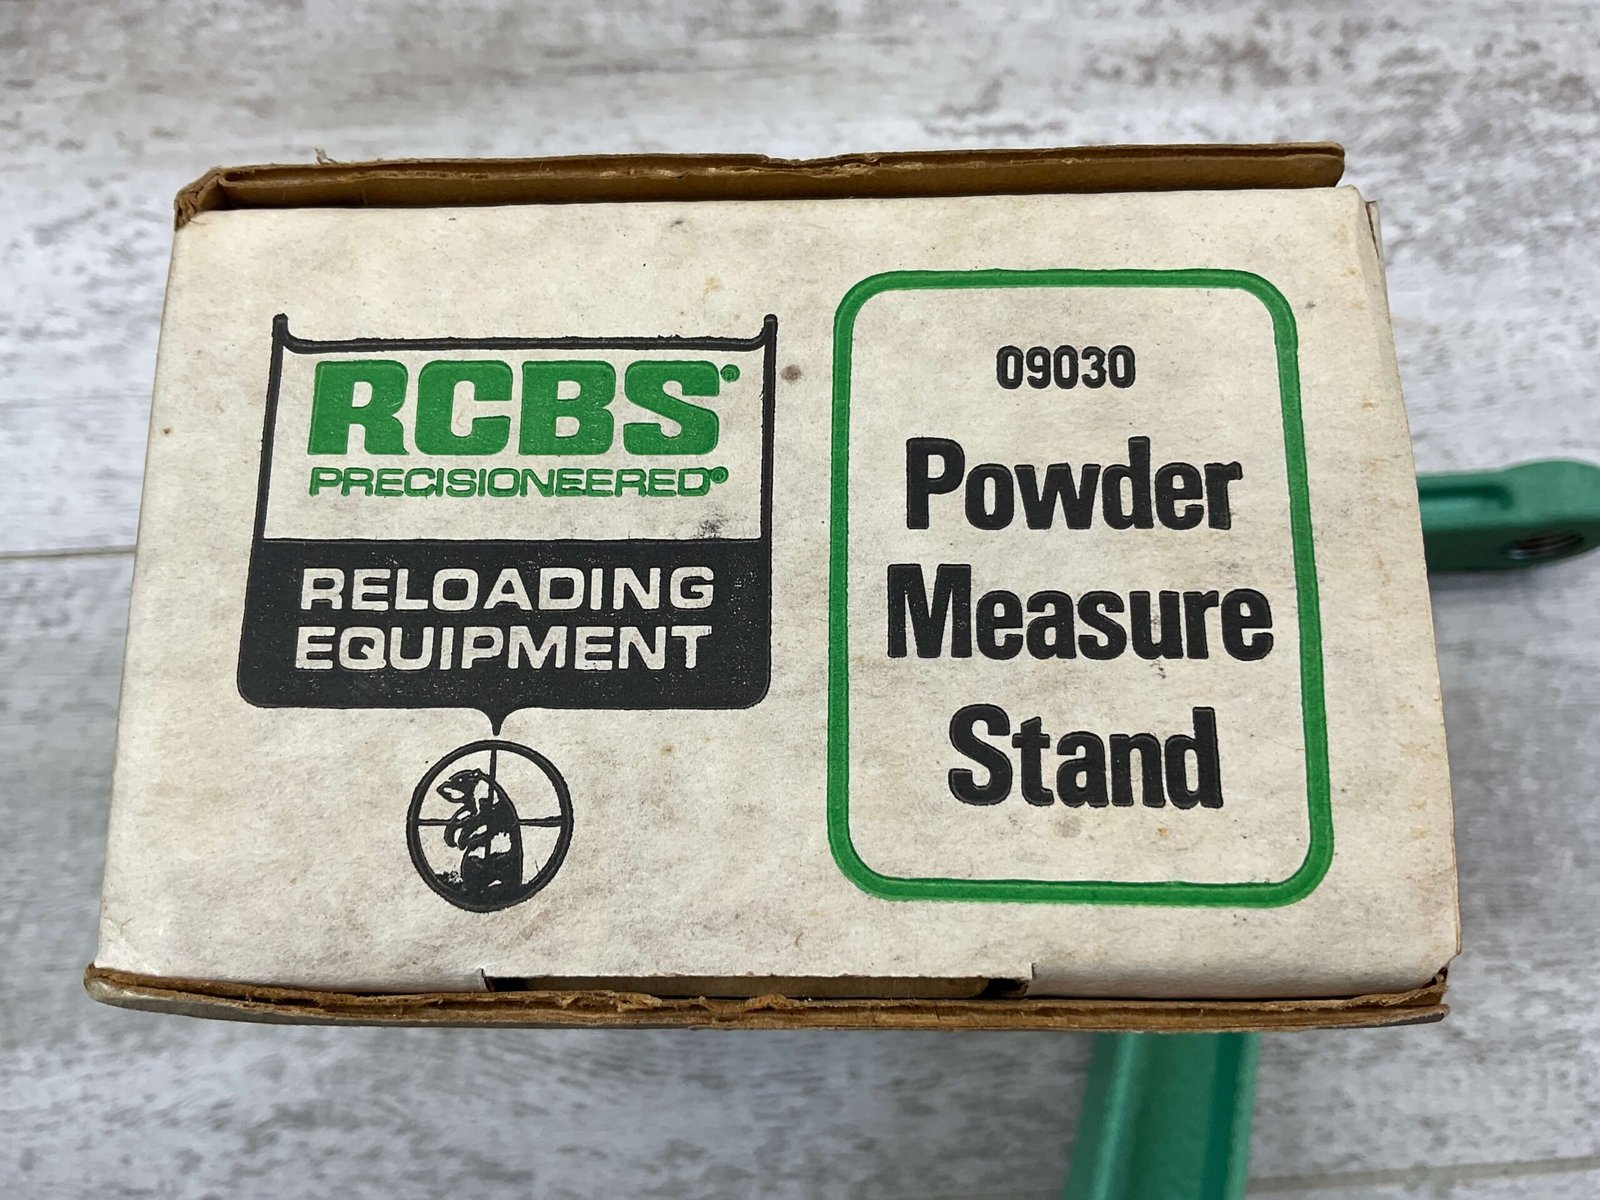 RCBS®
PRECISIONEERED®
RELOADING
EQUIPMENT
09030
Powder
Measure
Stand